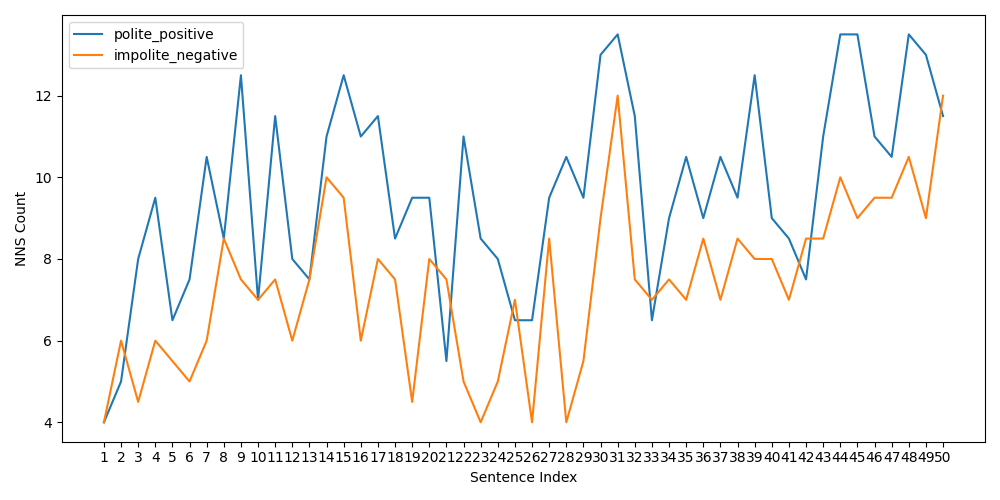 polite_positive
impolite_negative
12
10
8
6
4
NNS Count
1 2 3 4 5 6 7 8 9 10 11 12 13 14 15 16 17 18 19 20 21 22 23 24 25 26 27 28 29 30 31 32 33 34 35 36 37 38 39 40 41 42 43 44 45 46 47 48 49 50
Sentence Index